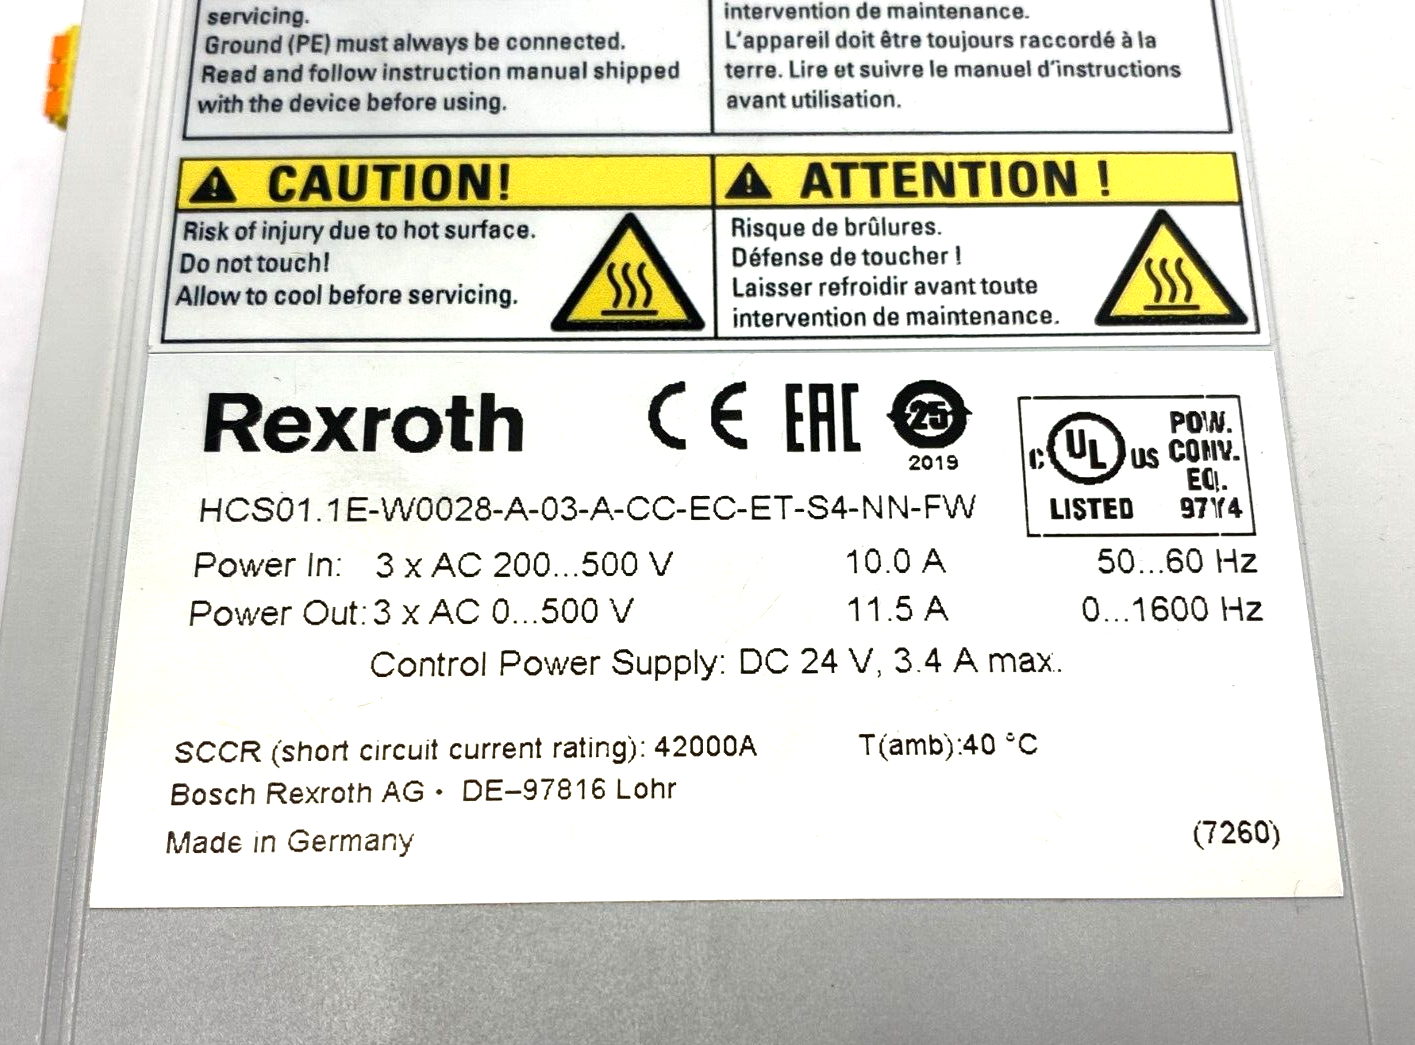 servicing.
Ground (PE) must always be connected.
Read and follow instruction manual shipped
with the device before using.
intervention de maintenance.
L'appareil doit être toujours raccordé à la
terre. Lire et suivre le manuel d'instructions
avant utilisation.
CAUTION!
Risk of injury due to hot surface.
Do not touch!
Allow to cool before servicing.
ATTENTION !
Risque de brûlures.
Défense de toucher !
Laisser refroidir avant toute
intervention de maintenance.
Rexroth
CE EAC 25
2019
C UL US
LISTED
POW.
CONV.
EQ.
97Y4
HCS01.1E-W0028-A-03-A-CC-EC-ET-S4-NN-FW
Power In: 3 x AC 200...500 V 10.0 A 50...60 Hz
Power Out: 3 x AC 0...500 V 11.5 A 0...1600 Hz
Control Power Supply: DC 24 V, 3.4 A max.
SCCR (short circuit current rating): 42000A T(amb):40 °C
Bosch Rexroth AG • DE–97816 Lohr
Made in Germany (7260)